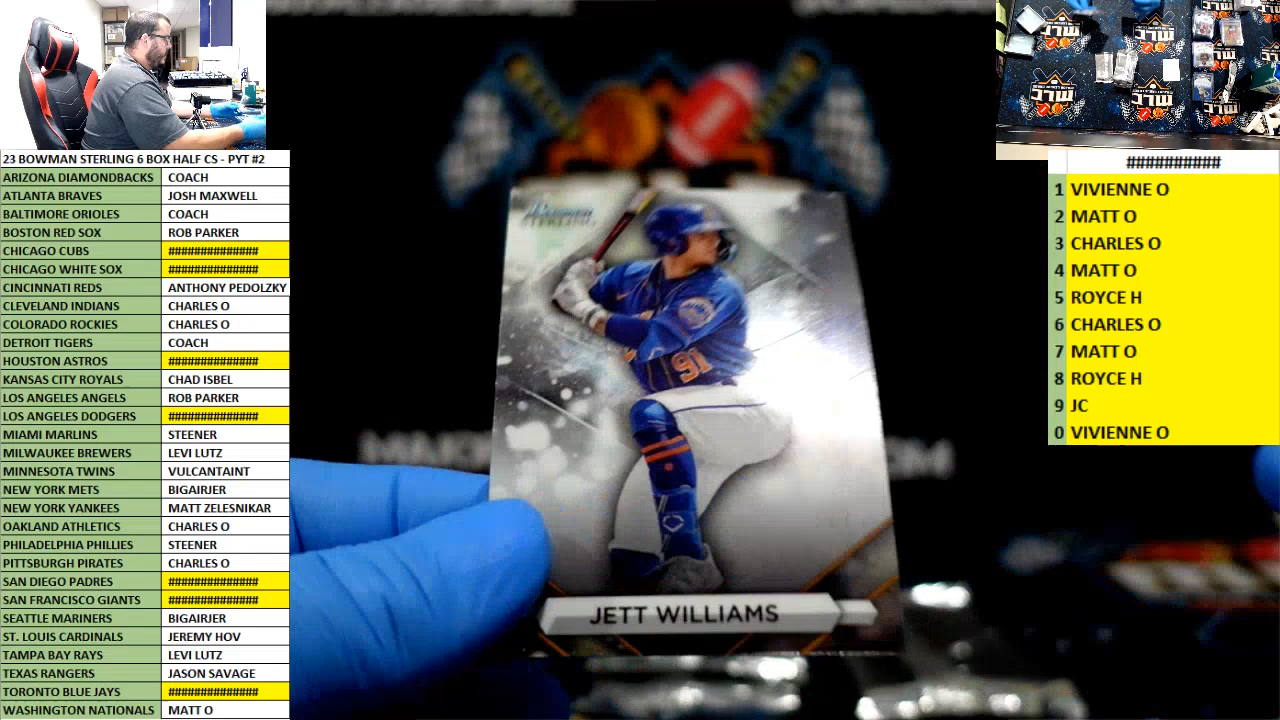 23 BOWMAN STERLING 6 BOX HALF CS - PYT #2
ARIZONA DIAMONDBACKS COACH
ATLANTA BRAVES JOSH MAXWELL
BALTIMORE ORIOLES COACH
BOSTON RED SOX ROB PARKER
CHICAGO CUBS ##############
CHICAGO WHITE SOX ##############
CINCINNATI REDS ANTHONY PEDOLZKY
CLEVELAND INDIANS CHARLES O
COLORADO ROCKIES CHARLES O
DETROIT TIGERS COACH
HOUSTON ASTROS ##############
KANSAS CITY ROYALS CHAD ISBEL
LOS ANGELES ANGELS ROB PARKER
LOS ANGELES DODGERS ##############
MIAMI MARLINS STEENER
MILWAUKEE BREWERS LEVI LUTZ
MINNESOTA TWINS VULCANTAINT
NEW YORK METS BIGAIRJER
NEW YORK YANKEES MATT ZELESNIKAR
OAKLAND ATHLETICS CHARLES O
PHILADELPHIA PHILLIES STEENER
PITTSBURGH PIRATES CHARLES O
SAN DIEGO PADRES ##############
SAN FRANCISCO GIANTS ##############
SEATTLE MARINERS BIGAIRJER
ST. LOUIS CARDINALS JEREMY HOV
TAMPA BAY RAYS LEVI LUTZ
TEXAS RANGERS JASON SAVAGE
TORONTO BLUE JAYS ##############
WASHINGTON NATIONALS MATT O
BOWMAN STERLING
91
JETT WILLIAMS
##########
1 VIVIENNE O
2 MATT O
3 CHARLES O
4 MATT O
5 ROYCE H
6 CHARLES O
7 MATT O
8 ROYCE H
9 JC
0 VIVIENNE O